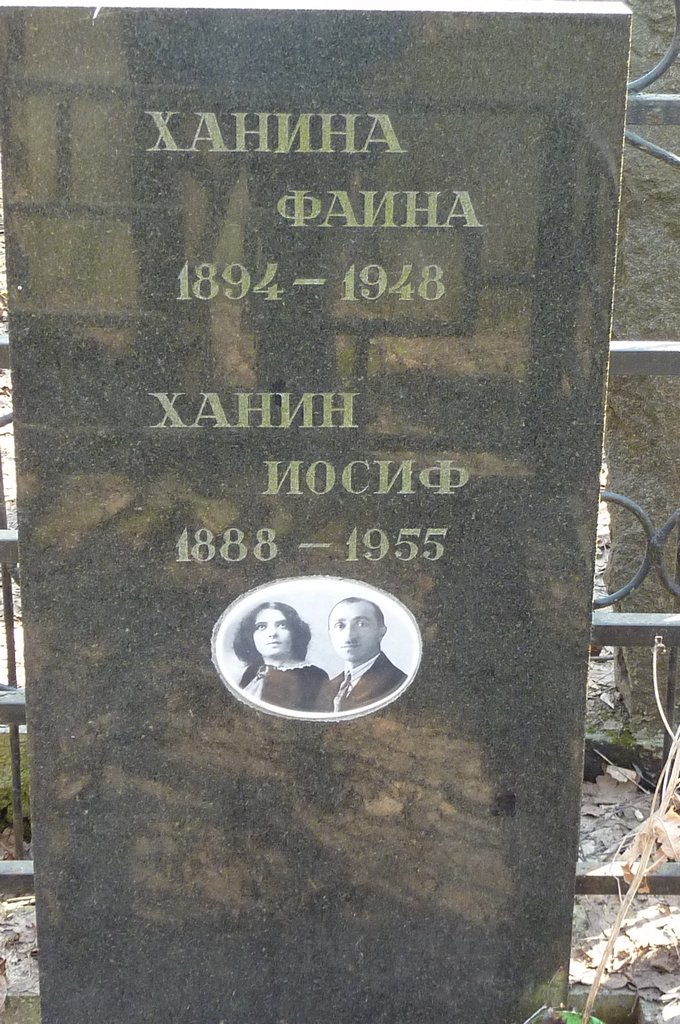 ХАНИНА
ФАИНА
1894 – 1948
ХАНИН
ИОСИФ
1888 – 1955